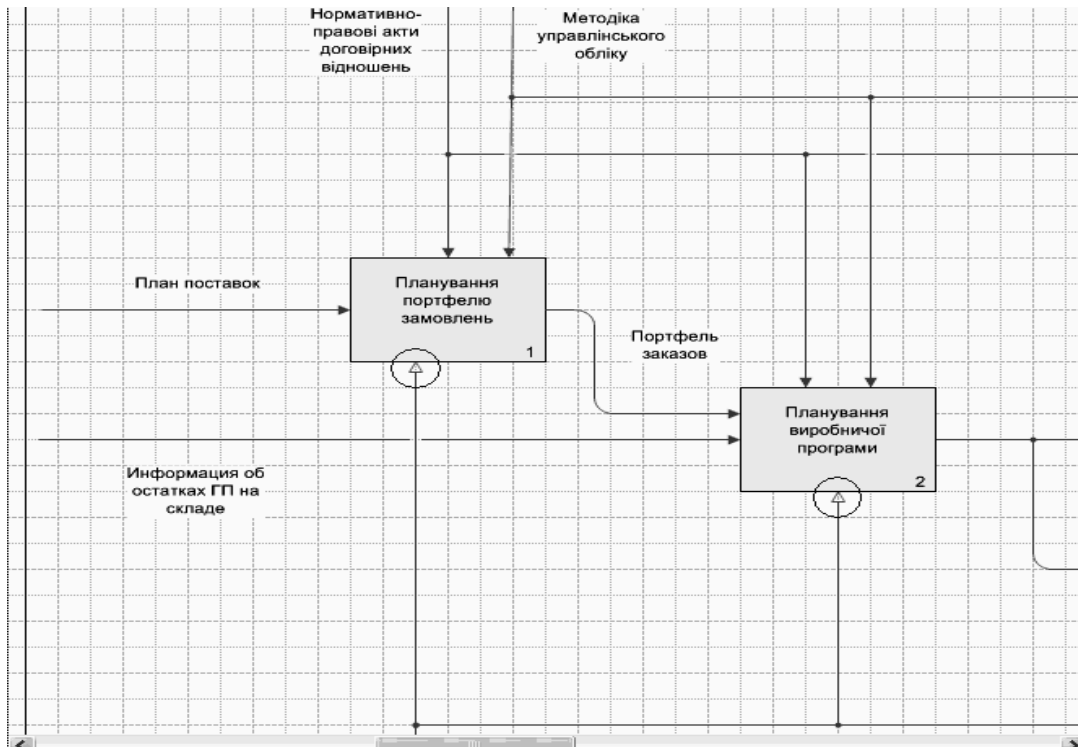 Нормативно-
правові акти
договірних
відношень
Методіка
управлінського
обліку
План поставок
Планування
портфелю
замовлень
1
Портфель
заказов
Планування
виробничої
програми
2
Информация об
остатках ГП на
складе